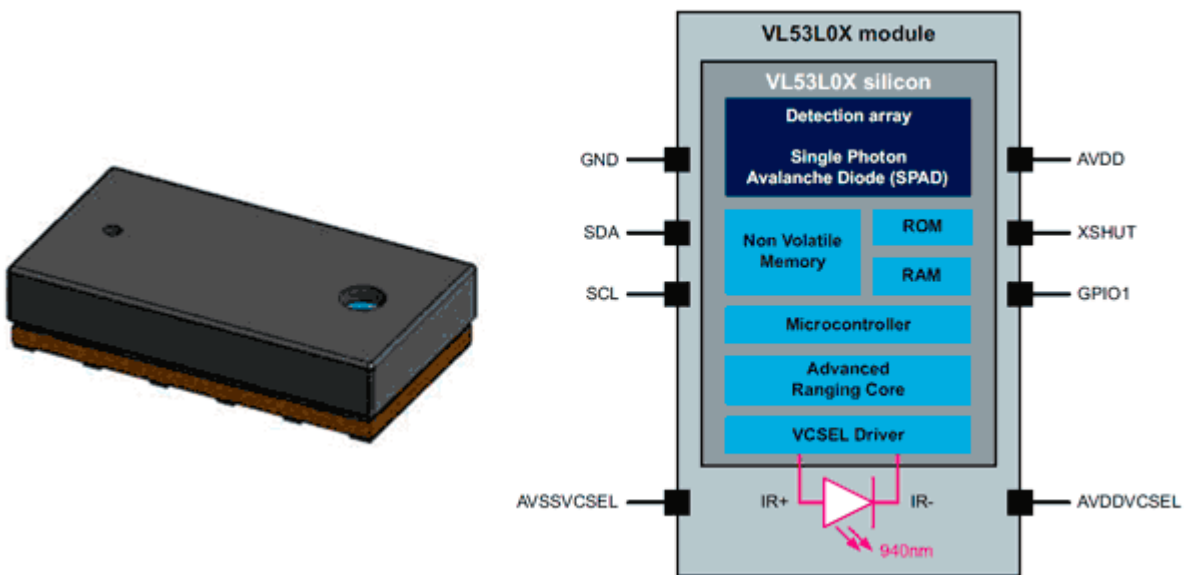 VL53L0X module
VL53L0X silicon
Detection array
Single Photon
Avalanche Diode (SPAD)
Non Volatile
Memory
ROM
RAM
Microcontroller
Advanced
Ranging Core
VCSEL Driver
GND
SDA
SCL
AVSSVCSEL
AVDD
XSHUT
GPIO1
AVDDVCSEL
IR+
IR-
940nm